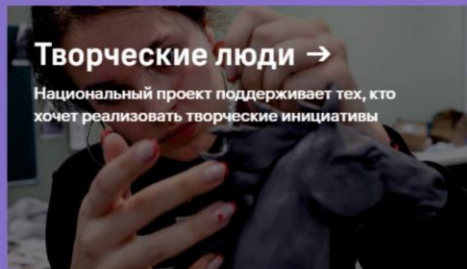 Творческие люди →
Национальный проект поддерживает тех, кто
хочет реализовать творческие инициативы